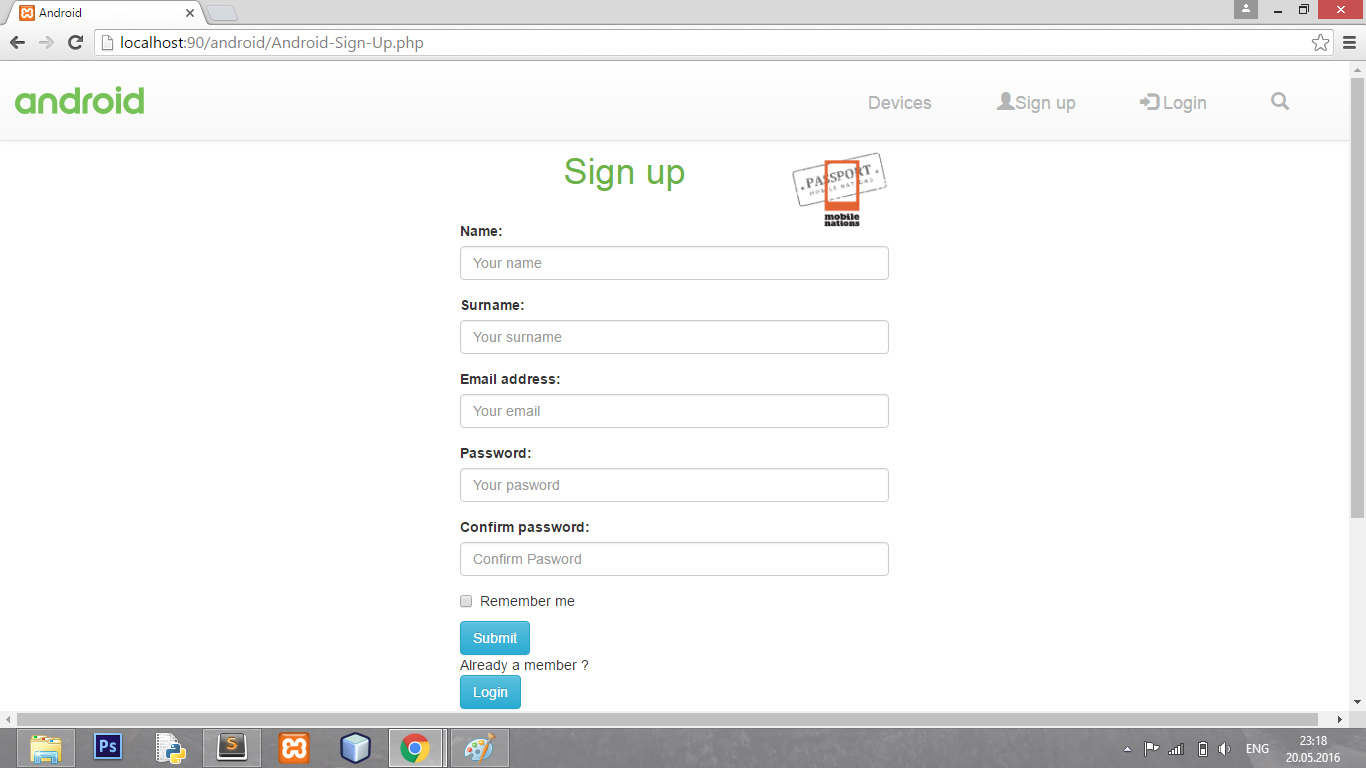 Android
localhost:90/android/Android-Sign-Up.php
android
Devices
Sign up
Login
Sign up
PASSPORT
MOBILE NATIONS
mobile
nations
Name:
Your name
Surname:
Your surname
Email address:
Your email
Password:
Your pasword
Confirm password:
Confirm Pasword
Remember me
Submit
Already a member ?
Login
Ps
S
ENG
23:18
20.05.2016